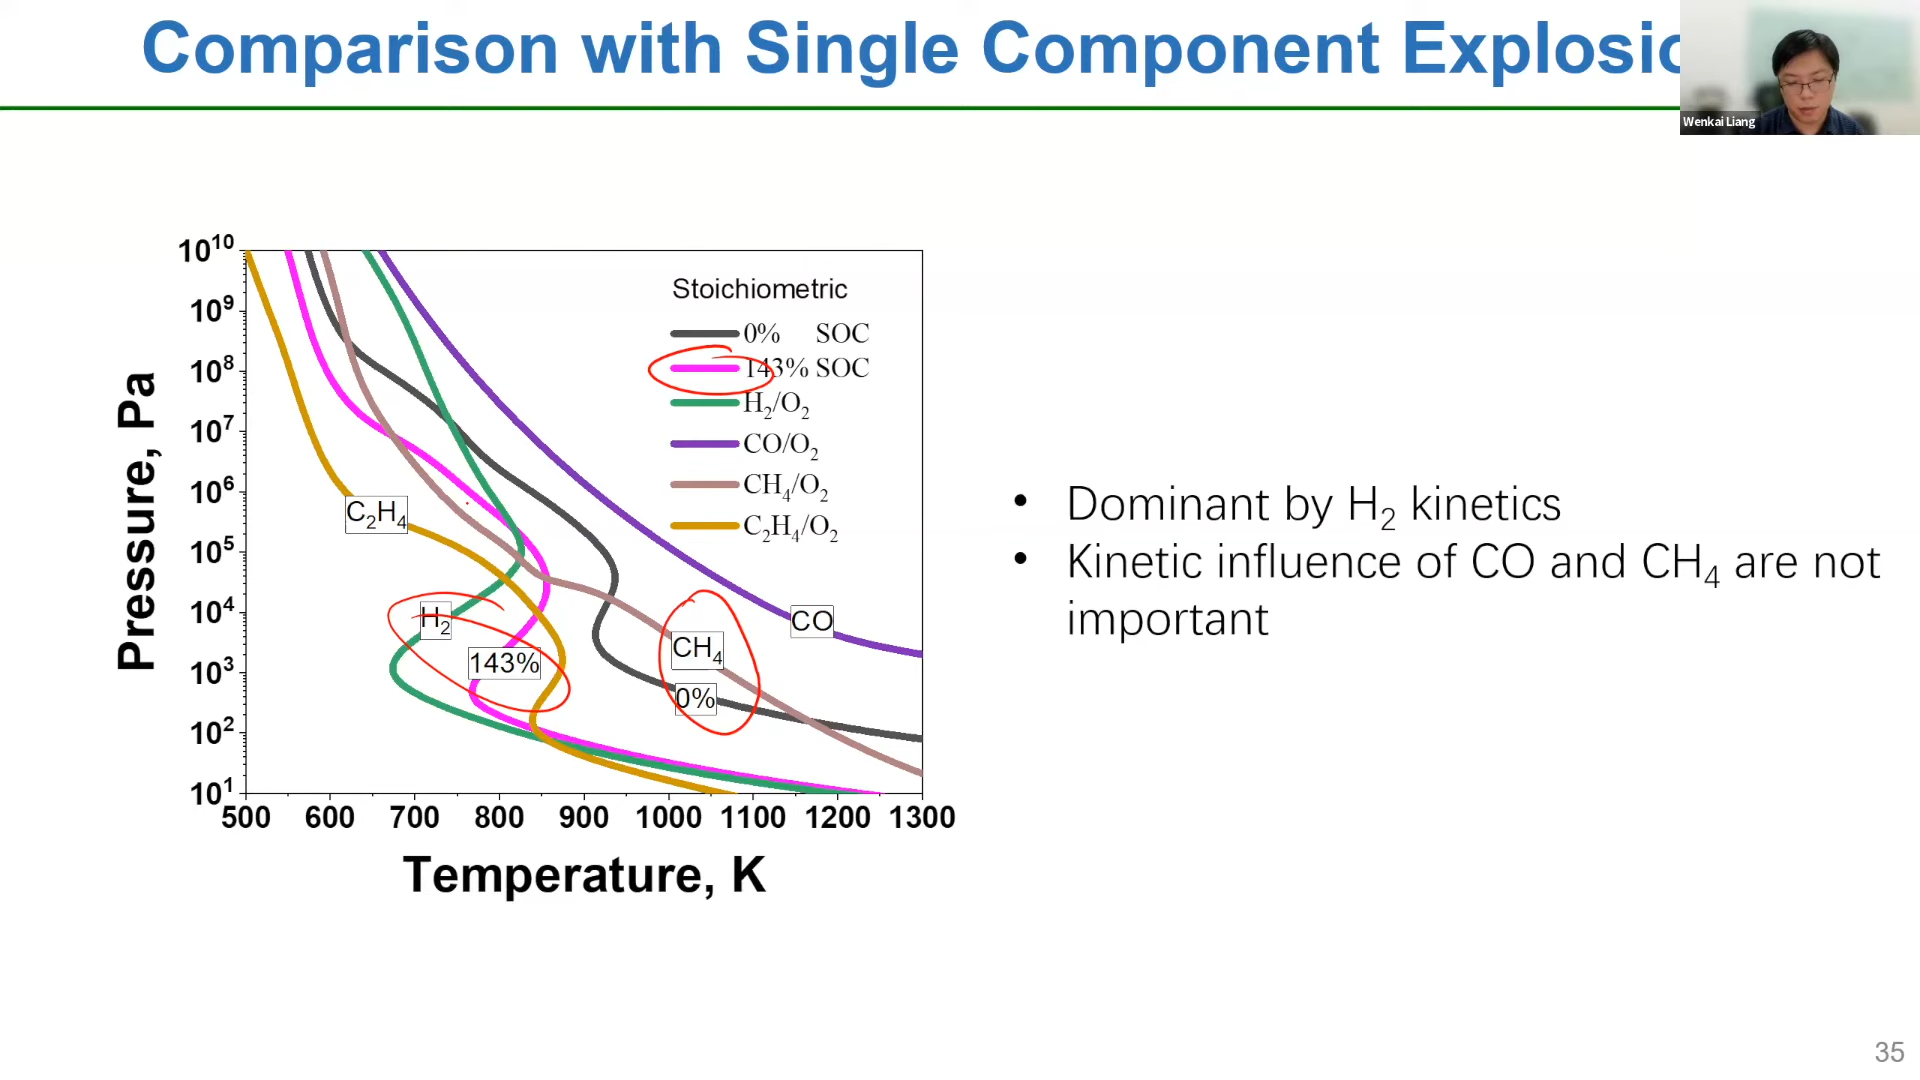 Comparison with Single Component Explosio
Wenkai Liang
Pressure, Pa
10¹⁰
10⁹
10⁸
10⁷
10⁶
10⁵
10⁴
10³
10²
10¹
Stoichiometric
0% SOC
143% SOC
H₂/O₂
CO/O₂
CH₄/O₂
C₂H₄/O₂
C₂H₄
H₂
143%
CH₄
0%
CO
500 600 700 800 900 1000 1100 1200 1300
Temperature, K
• Dominant by H₂ kinetics
• Kinetic influence of CO and CH₄ are not
important
35